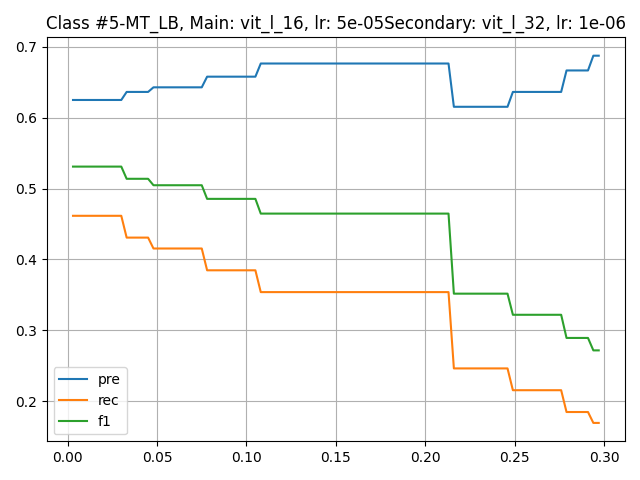 Class #5-MT_LB, Main: vit_l_16, lr: 5e-05Secondary: vit_l_32, lr: 1e-06
0.7
0.6
0.5
0.4
0.3
0.2
pre
rec
f1
0.00 0.05 0.10 0.15 0.20 0.25 0.30